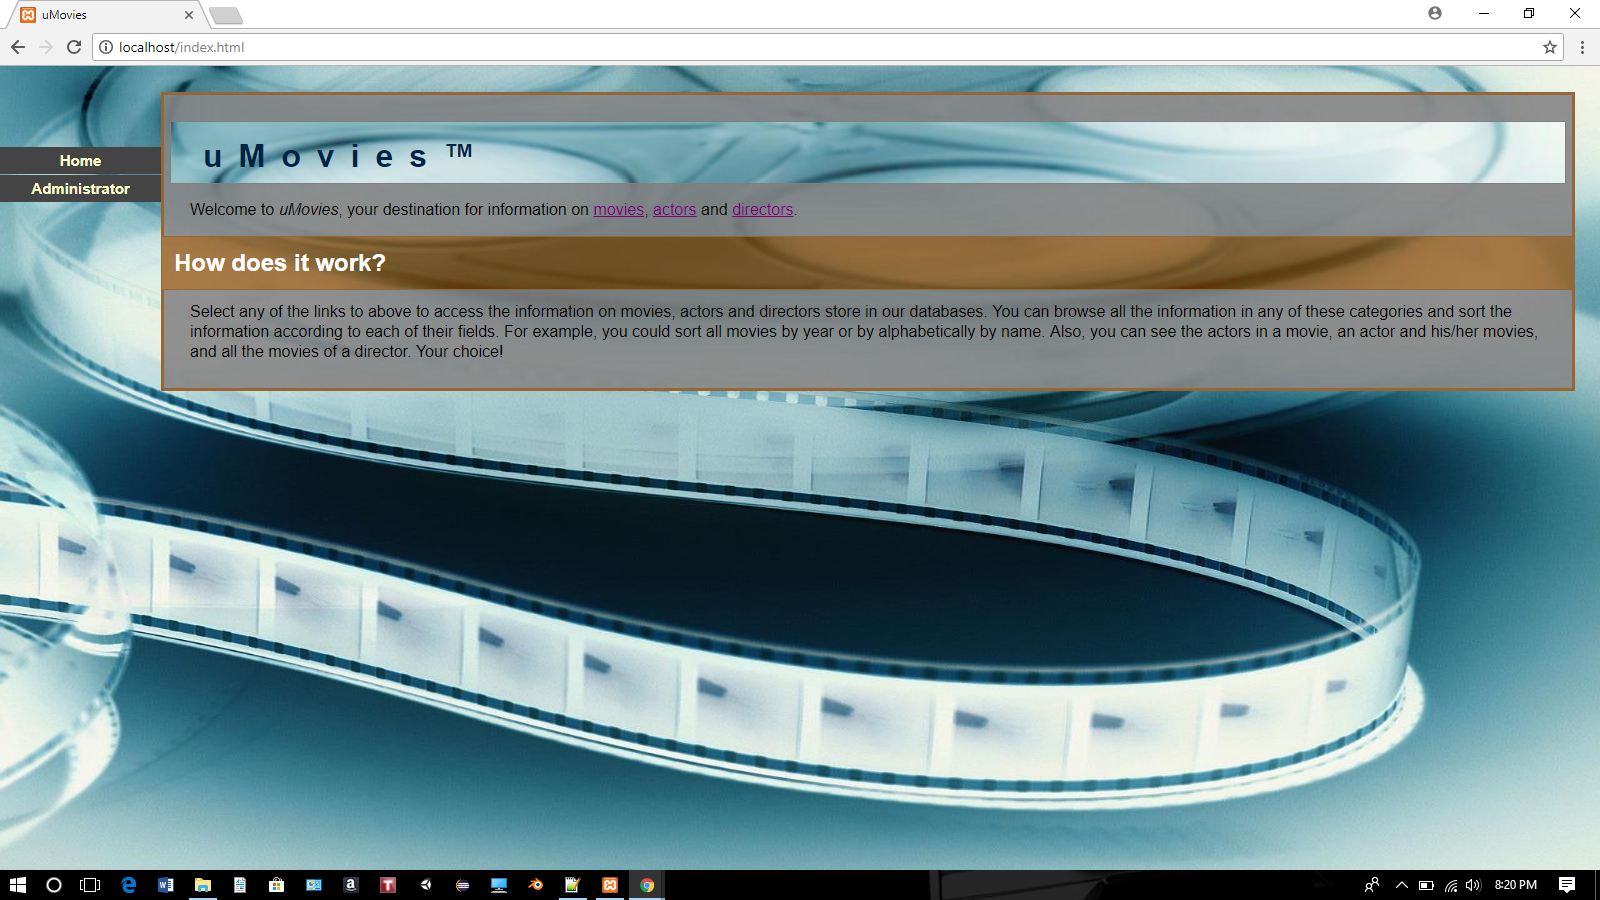 uMovies
localhost/index.html
uMovies™
Home
Administrator
Welcome to uMovies, your destination for information on movies, actors and directors.
How does it work?
Select any of the links to above to access the information on movies, actors and directors store in our databases. You can browse all the information in any of these categories and sort the
information according to each of their fields. For example, you could sort all movies by year or by alphabetically by name. Also, you can see the actors in a movie, an actor and his/her movies,
and all the movies of a director. Your choice!
8:20 PM